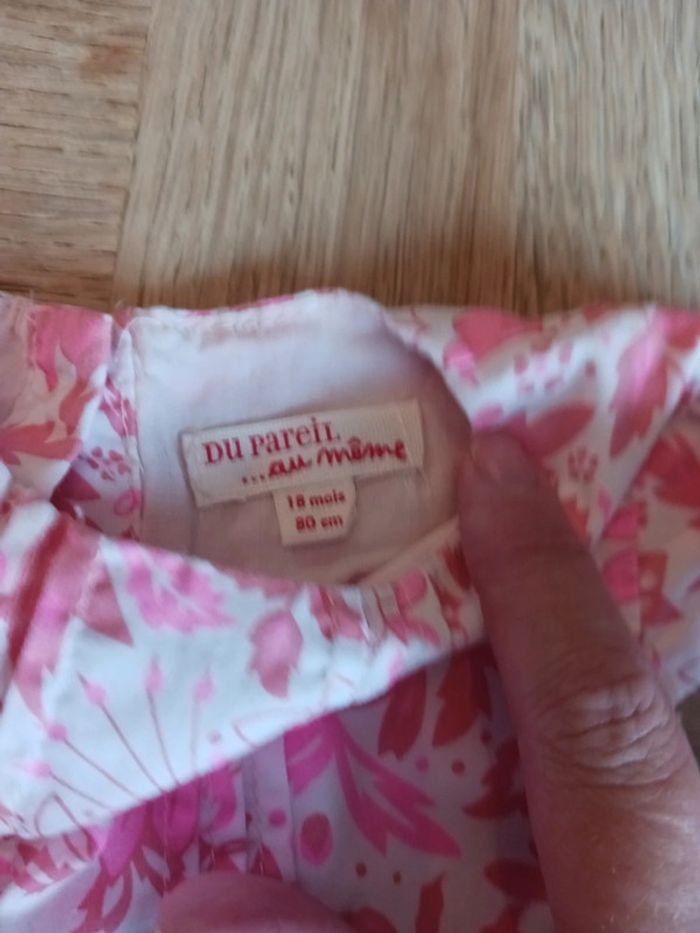 DU PAREIL
...au même
18 mois
80 cm